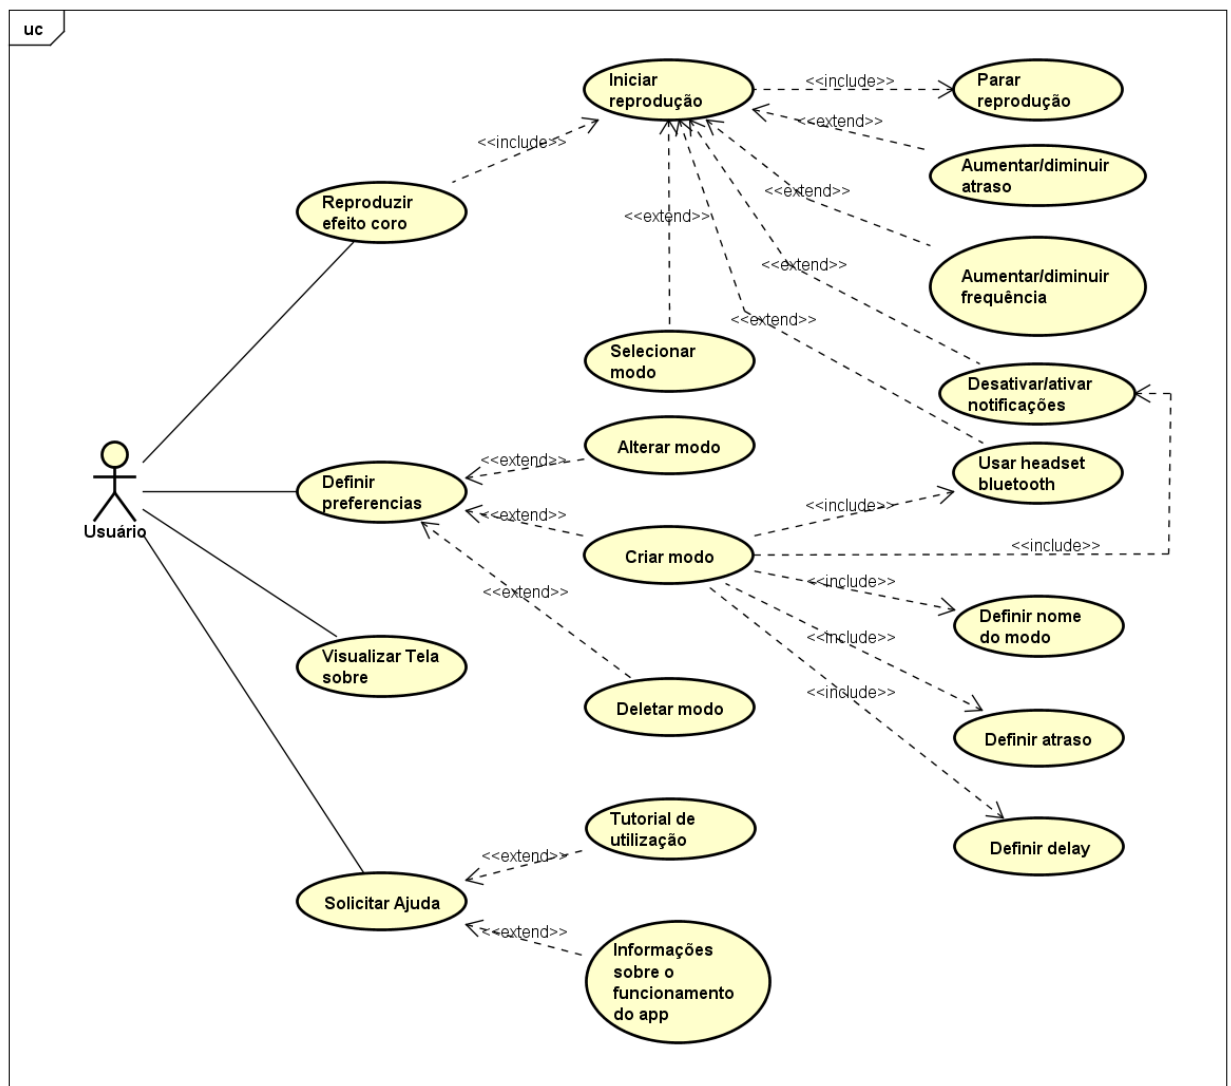 uc
Iniciar
reprodução
<<include>>
Parar
reprodução
<<extend>>
<<include>>
Aumentar/diminuir
atraso
Reproduzir
efeito coro
<<extend>>
<<extend>>
Aumentar/diminuir
frequência
<<extend>>
<<extend>>
Selecionar
modo
Desativar/ativar
notificações
Alterar modo
<<extend>>
Usar headset
bluetooth
Definir
preferencias
<<extend>>
<<include>>
Usuário
Criar modo
<<include>>
<<include>>
<<extend>>
Definir nome
do modo
<<include>>
Visualizar Tela
sobre
<<include>>
Deletar modo
Definir atraso
Tutorial de
utilização
<<extend>>
Definir delay
Solicitar Ajuda
<<extend>>
Informações
sobre o
funcionamento
do app